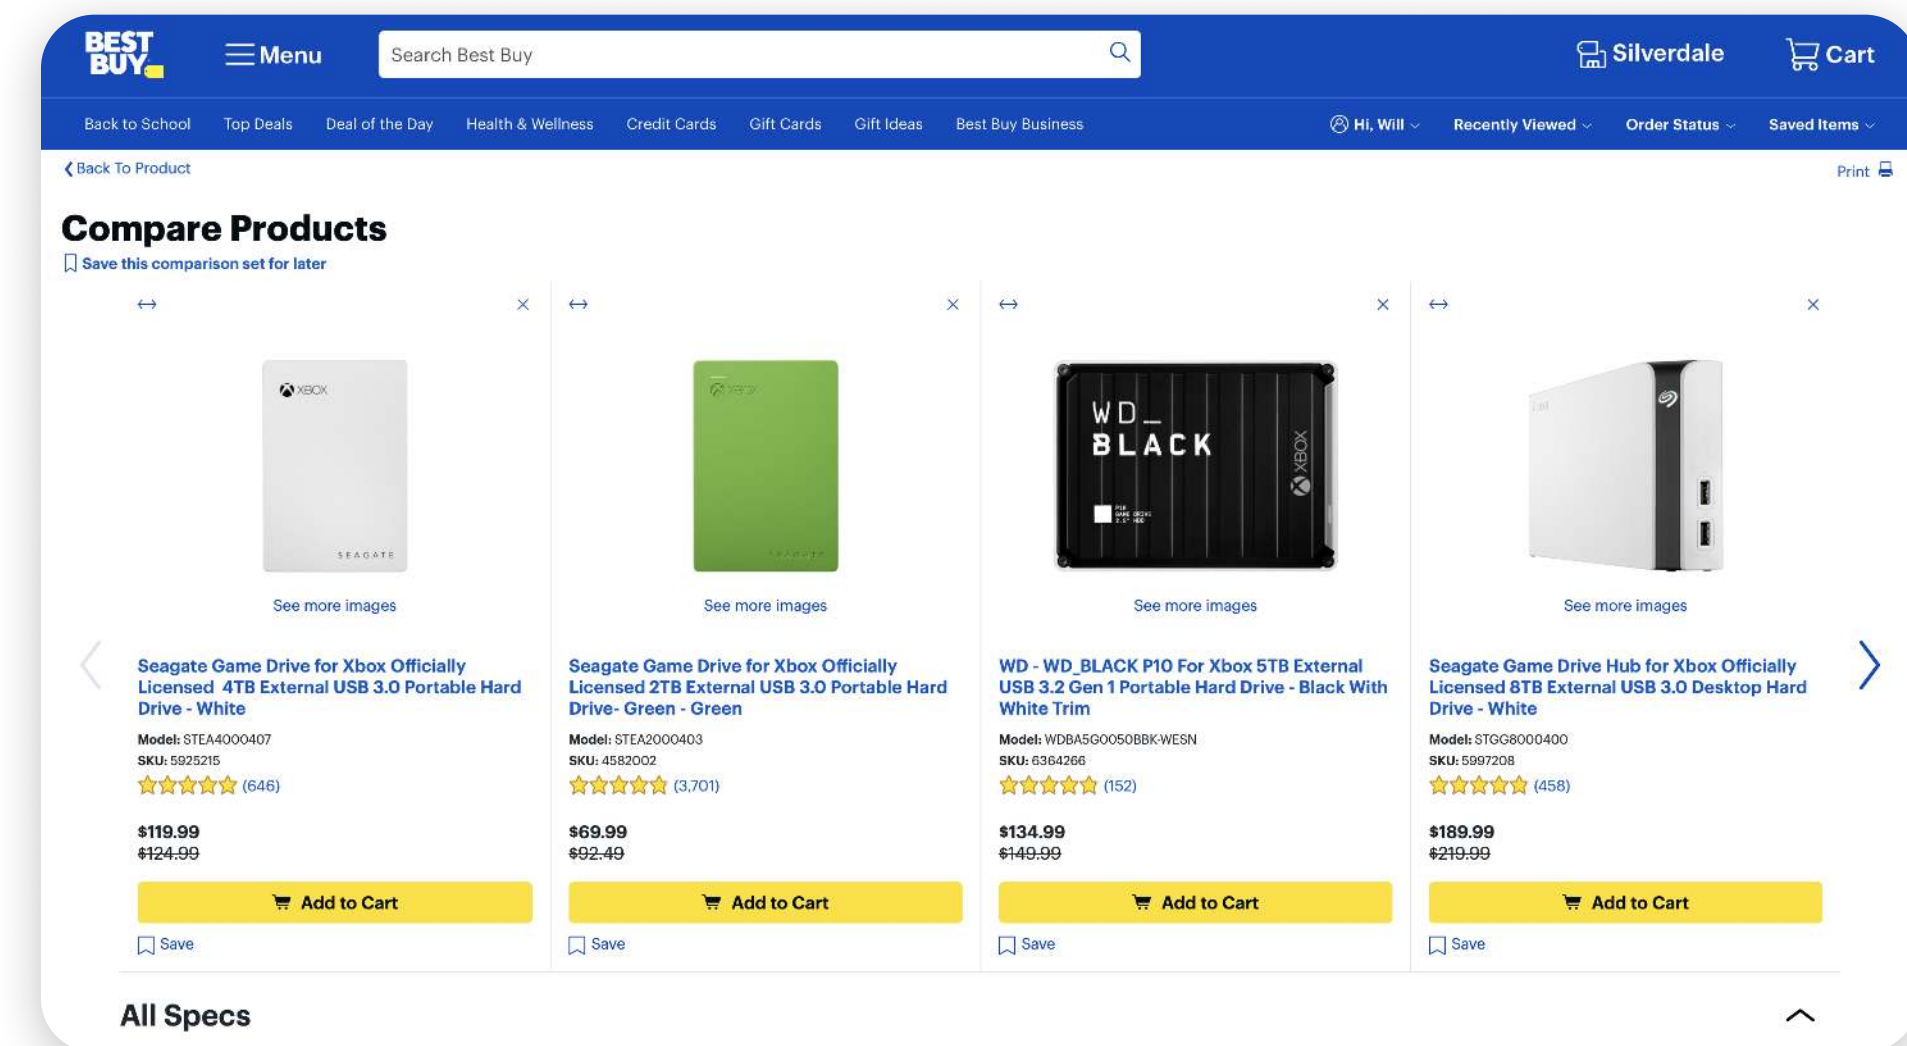 BEST
BUY
Menu
Search Best Buy
Silverdale
Cart
Back to School
Top Deals
Deal of the Day
Health & Wellness
Credit Cards
Gift Cards
Gift Ideas
Best Buy Business
Hi, Will
Recently Viewed
Order Status
Saved Items
Back To Product
Print
Compare Products
Save this comparison set for later
XBOX
SEAGATE
See more images
Seagate Game Drive for Xbox Officially
Licensed 4TB External USB 3.0 Portable Hard
Drive - White
Model: STEA4000407
SKU: 5925215
(646)
$119.99
$124.99
Add to Cart
Save
XBOX
SEAGATE
See more images
Seagate Game Drive for Xbox Officially
Licensed 2TB External USB 3.0 Portable Hard
Drive- Green - Green
Model: STEA2000403
SKU: 4582002
(3,701)
$69.99
$92.49
Add to Cart
Save
WD_
BLACK
XBOX
P10
GAME DRIVE
2.5" HDD
See more images
WD - WD_BLACK P10 For Xbox 5TB External
USB 3.2 Gen 1 Portable Hard Drive - Black With
White Trim
Model: WDBA5G0050BBK-WESN
SKU: 6364266
(152)
$134.99
$149.99
Add to Cart
Save
See more images
Seagate Game Drive Hub for Xbox Officially
Licensed 8TB External USB 3.0 Desktop Hard
Drive - White
Model: STGG8000400
SKU: 5997208
(458)
$189.99
$219.99
Add to Cart
Save
All Specs